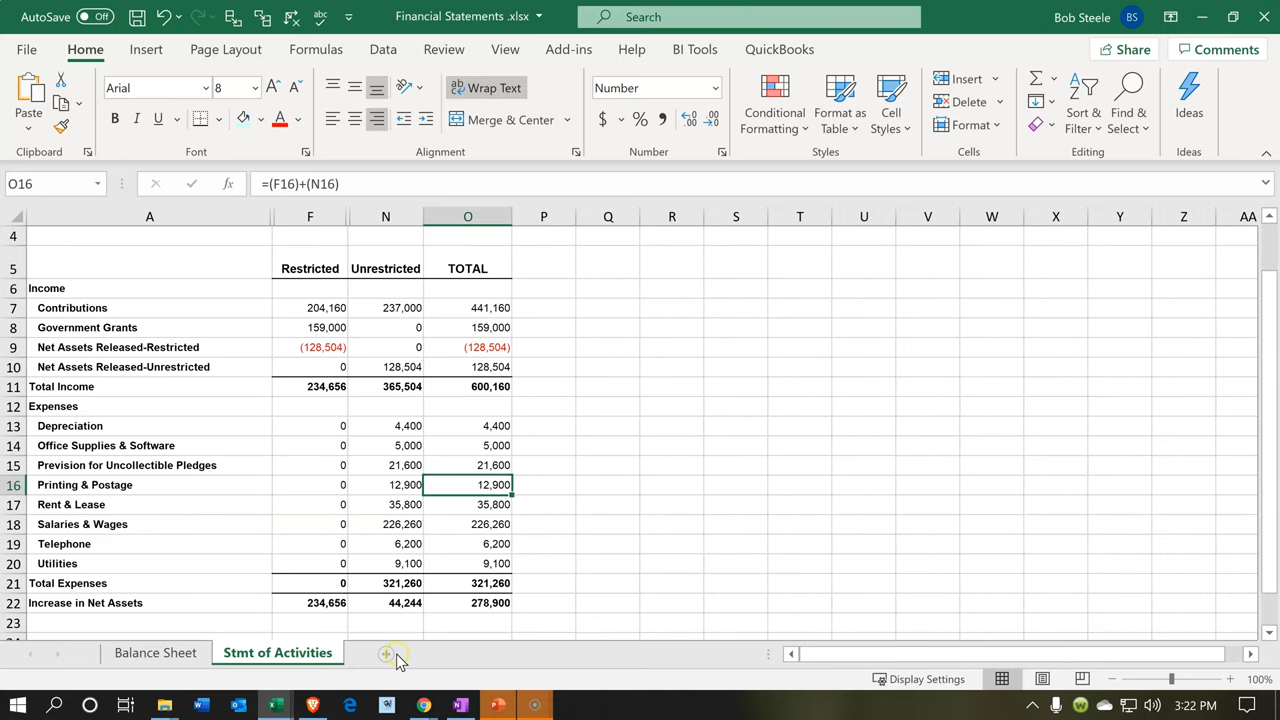 AutoSave Off Financial Statements .xlsx Search Bob Steele BS
File Home Insert Page Layout Formulas Data Review View Add-ins Help BI Tools QuickBooks Share Comments
Paste Arial 8 Wrap Text Number Conditional Formatting Format as Table Cell Styles Insert Sort & Filter Find & Select Ideas
B I U A Merge & Center $ % , Delete
Format
Clipboard Font Alignment Number Styles Cells Editing Ideas
O16 fx =(F16)+(N16)
A F N O P Q R S T U V W X Y Z AA
4
5 Restricted Unrestricted TOTAL
6 Income
7 Contributions 204,160 237,000 441,160
8 Government Grants 159,000 0 159,000
9 Net Assets Released-Restricted (128,504) 0 (128,504)
10 Net Assets Released-Unrestricted 0 128,504 128,504
11 Total Income 234,656 365,504 600,160
12 Expenses
13 Depreciation 0 4,400 4,400
14 Office Supplies & Software 0 5,000 5,000
15 Prevision for Uncollectible Pledges 0 21,600 21,600
16 Printing & Postage 0 12,900 12,900
17 Rent & Lease 0 35,800 35,800
18 Salaries & Wages 0 226,260 226,260
19 Telephone 0 6,200 6,200
20 Utilities 0 9,100 9,100
21 Total Expenses 0 321,260 321,260
22 Increase in Net Assets 234,656 44,244 278,900
23
Balance Sheet Stmt of Activities
Display Settings 100%
3:22 PM